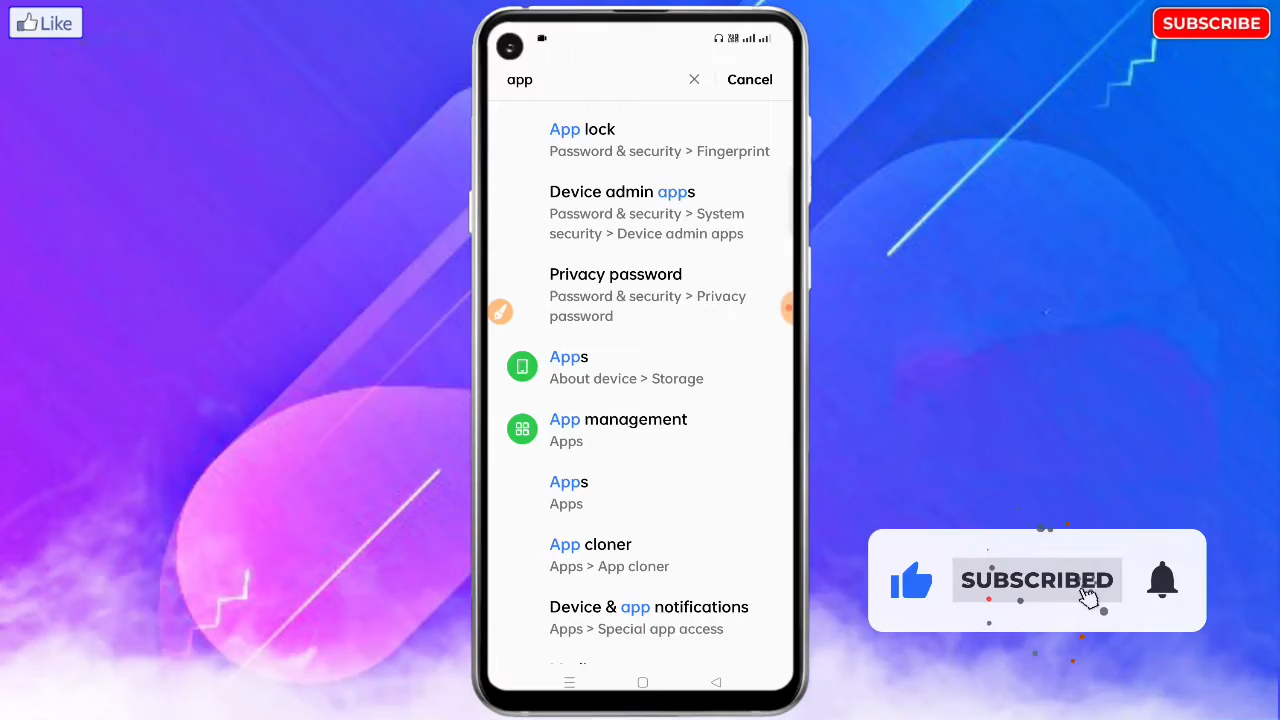 Like
SUBSCRIBE
app
Cancel
App lock
Password & security > Fingerprint
Device admin apps
Password & security > System
security > Device admin apps
Privacy password
Password & security > Privacy
password
Apps
About device > Storage
App management
Apps
Apps
Apps
App cloner
Apps > App cloner
Device & app notifications
Apps > Special app access
SUBSCRIBED